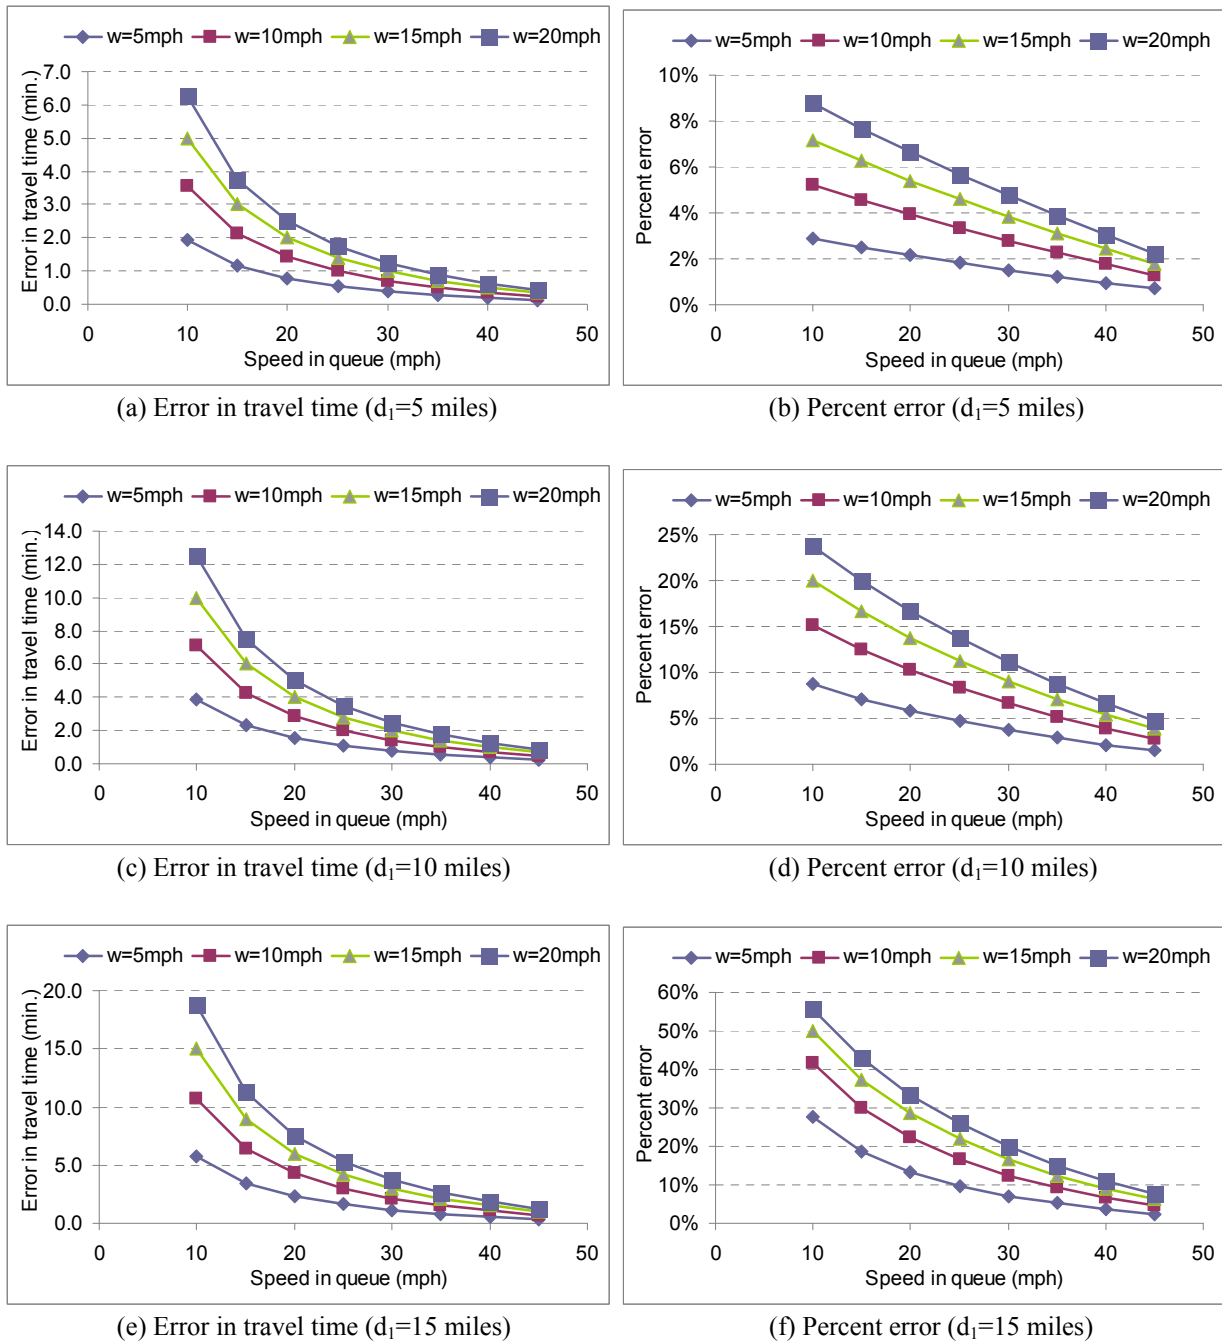 w=5mph w=10mph w=15mph w=20mph
Error in travel time (min.)
7.0
6.0
5.0
4.0
3.0
2.0
1.0
0.0
0 10 20 30 40 50
Speed in queue (mph)
(a) Error in travel time (d₁=5 miles)
w=5mph w=10mph w=15mph w=20mph
Percent error
10%
8%
6%
4%
2%
0%
0 10 20 30 40 50
Speed in queue (mph)
(b) Percent error (d₁=5 miles)
w=5mph w=10mph w=15mph w=20mph
Error in travel time (min.)
14.0
12.0
10.0
8.0
6.0
4.0
2.0
0.0
0 10 20 30 40 50
Speed in queue (mph)
(c) Error in travel time (d₁=10 miles)
w=5mph w=10mph w=15mph w=20mph
Percent error
25%
20%
15%
10%
5%
0%
0 10 20 30 40 50
Speed in queue (mph)
(d) Percent error (d₁=10 miles)
w=5mph w=10mph w=15mph w=20mph
Error in travel time (min.)
20.0
15.0
10.0
5.0
0.0
0 10 20 30 40 50
Speed in queue (mph)
(e) Error in travel time (d₁=15 miles)
w=5mph w=10mph w=15mph w=20mph
Percent error
60%
50%
40%
30%
20%
10%
0%
0 10 20 30 40 50
Speed in queue (mph)
(f) Percent error (d₁=15 miles)